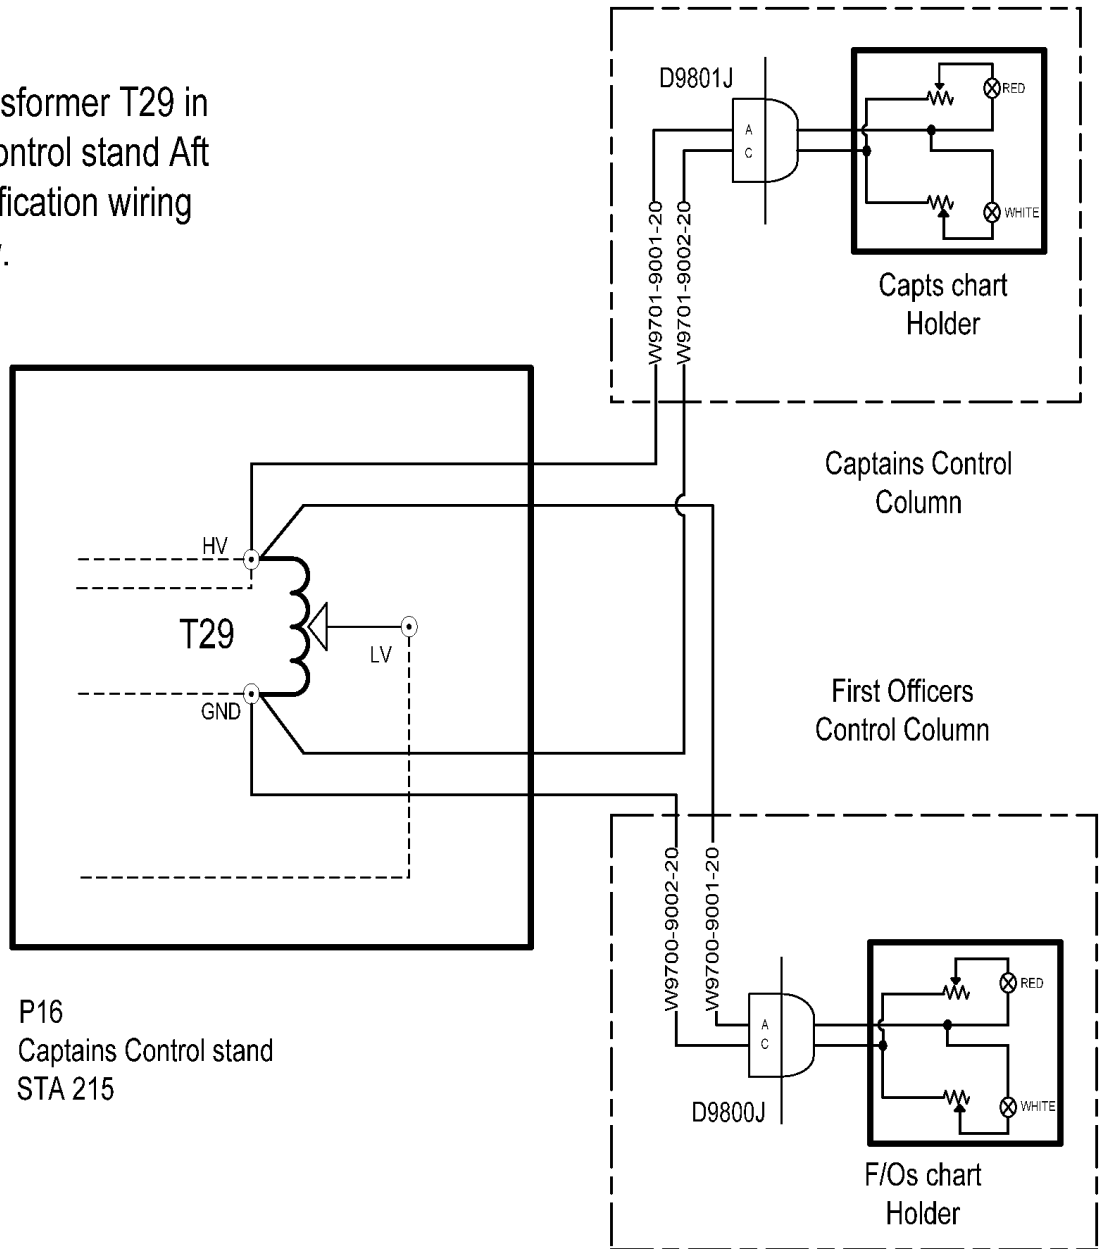 sformer T29 in
ontrol stand Aft
fication wiring
.
D9801J
A
C
RED
WHITE
W9701-9001-20
W9701-9002-20
Capts chart
Holder
Captains Control
Column
HV
T29
LV
GND
First Officers
Control Column
W9700-9002-20
W9700-9001-20
A
C
RED
WHITE
D9800J
F/Os chart
Holder
P16
Captains Control stand
STA 215